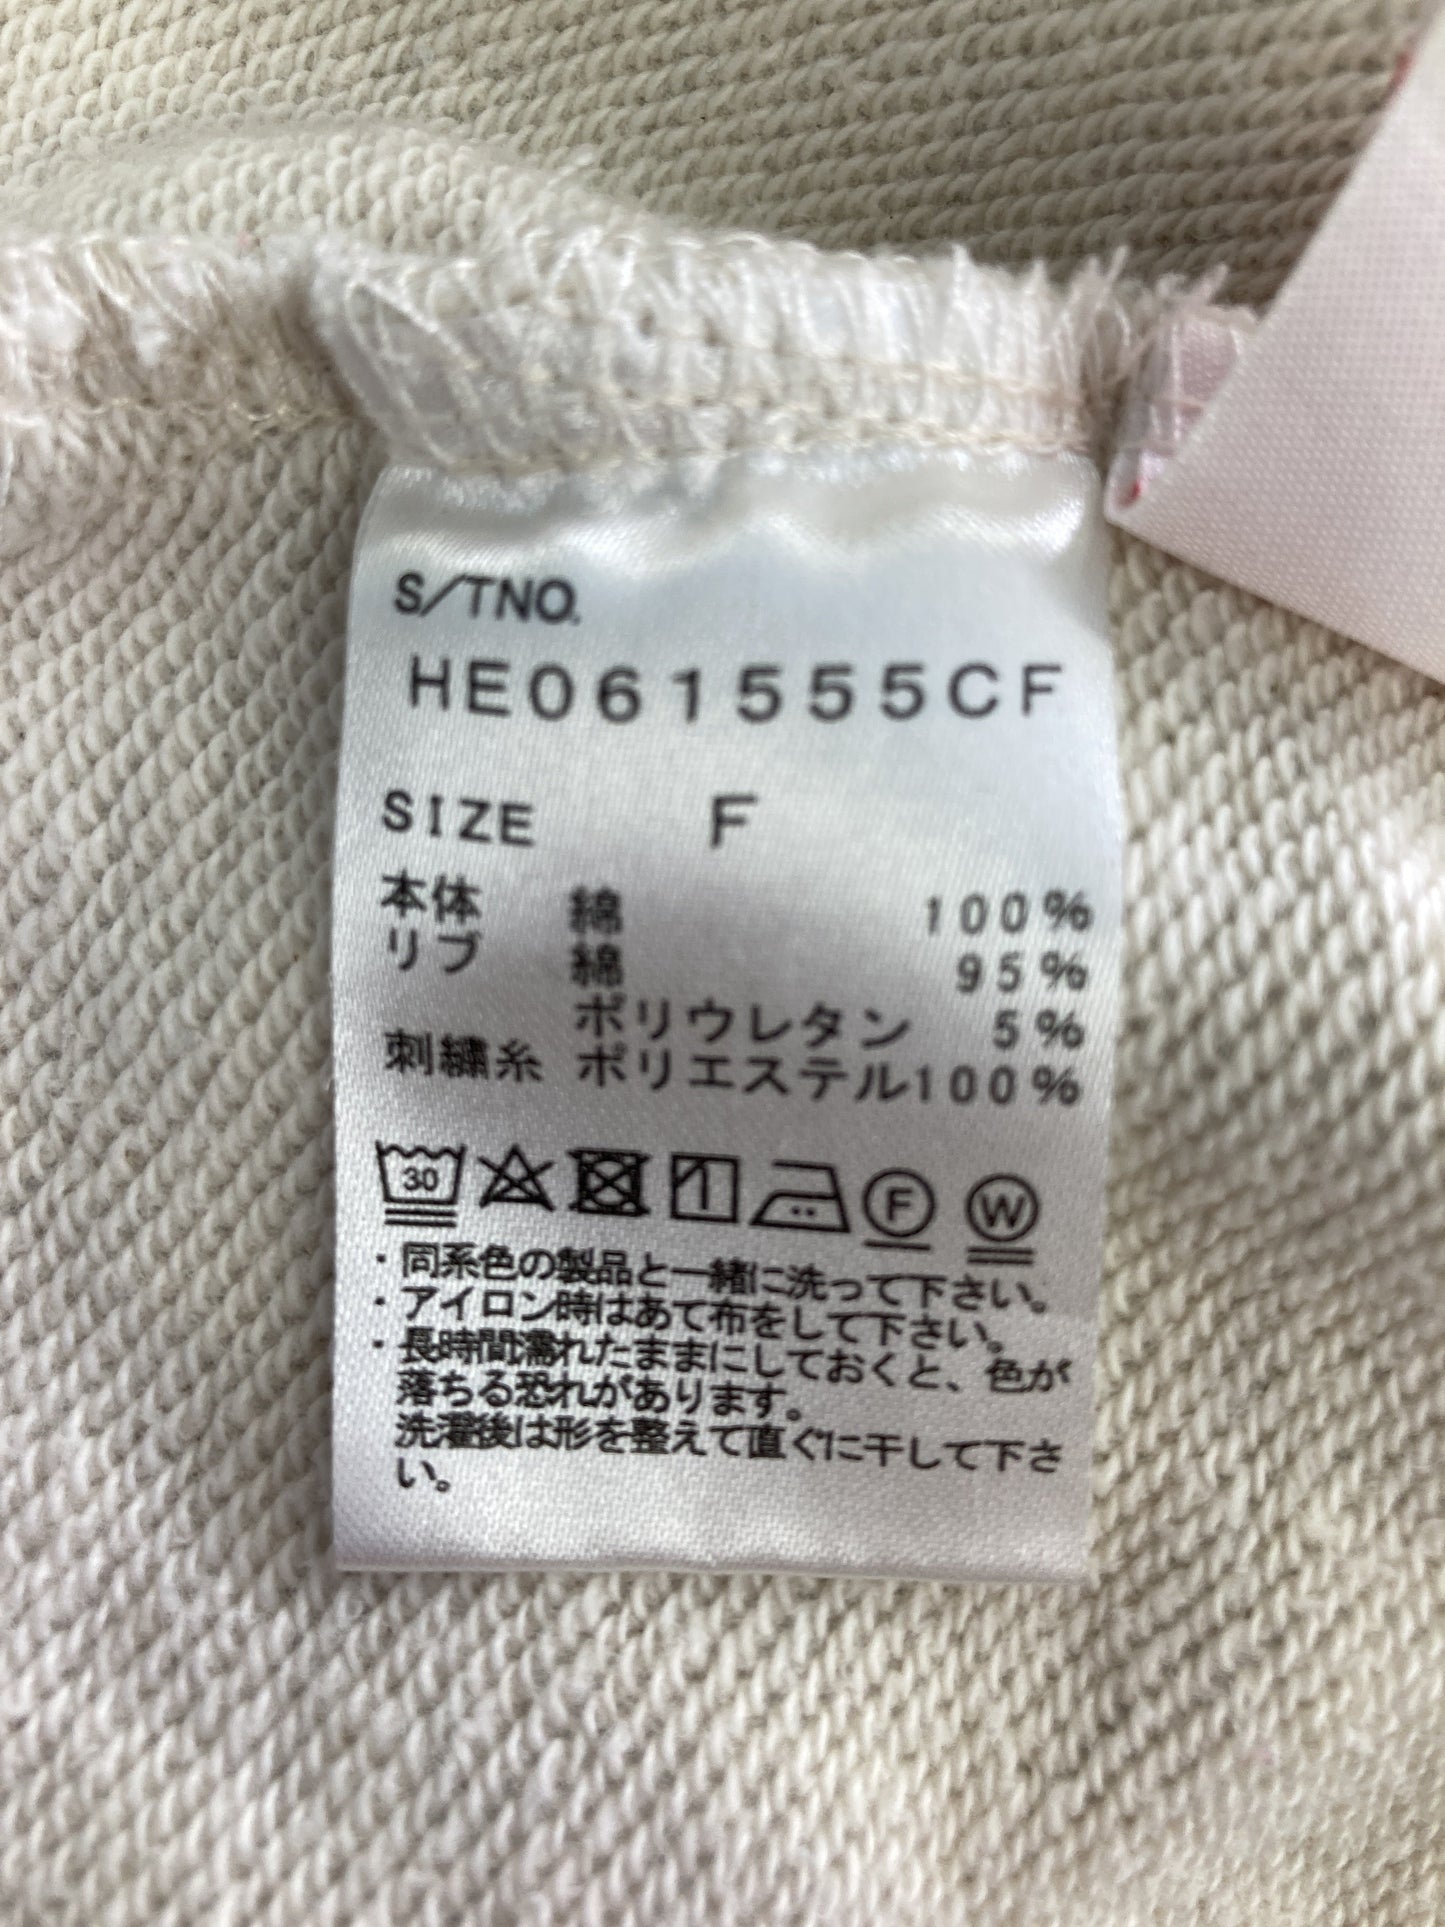 S/TNO.
HE061555CF
SIZE F
本体 綿 100%
リブ 綿 95%
ポリウレタン 5%
刺繍糸 ポリエステル100%
30 F W
・同系色の製品と一緒に洗って下さい。
・アイロン時はあて布をして下さい。
・長時間濡れたままにしておくと、色が
落ちる恐れがあります。
洗濯後は形を整えて直ぐに干して下さ
い。